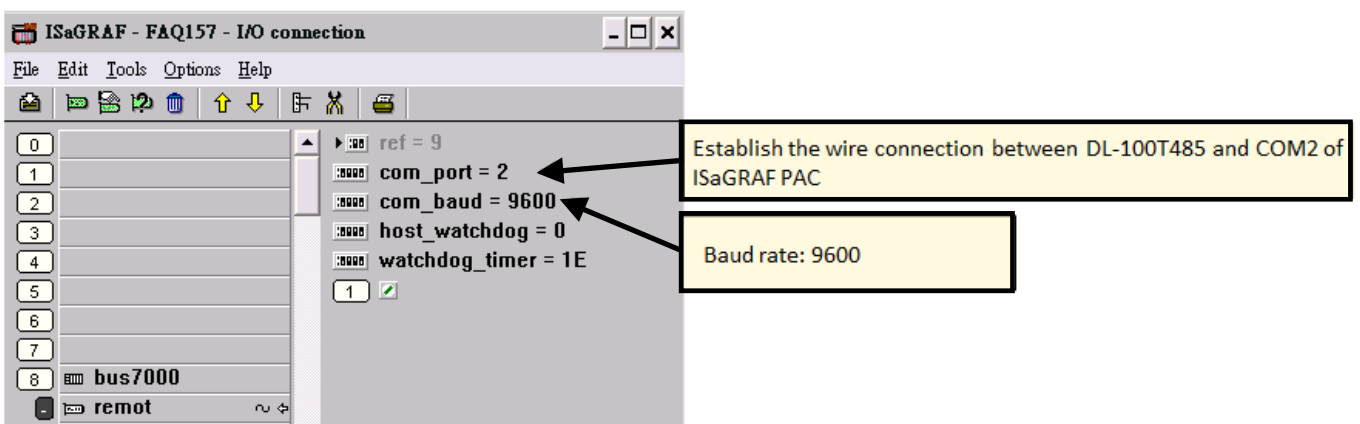 ISaGRAF - FAQ157 - I/O connection
File Edit Tools Options Help
0
1
2
3
4
5
6
7
8 bus7000
- remot
ref = 9
com_port = 2
com_baud = 9600
host_watchdog = 0
watchdog_timer = 1E
1
Establish the wire connection between DL-100T485 and COM2 of
ISaGRAF PAC
Baud rate: 9600